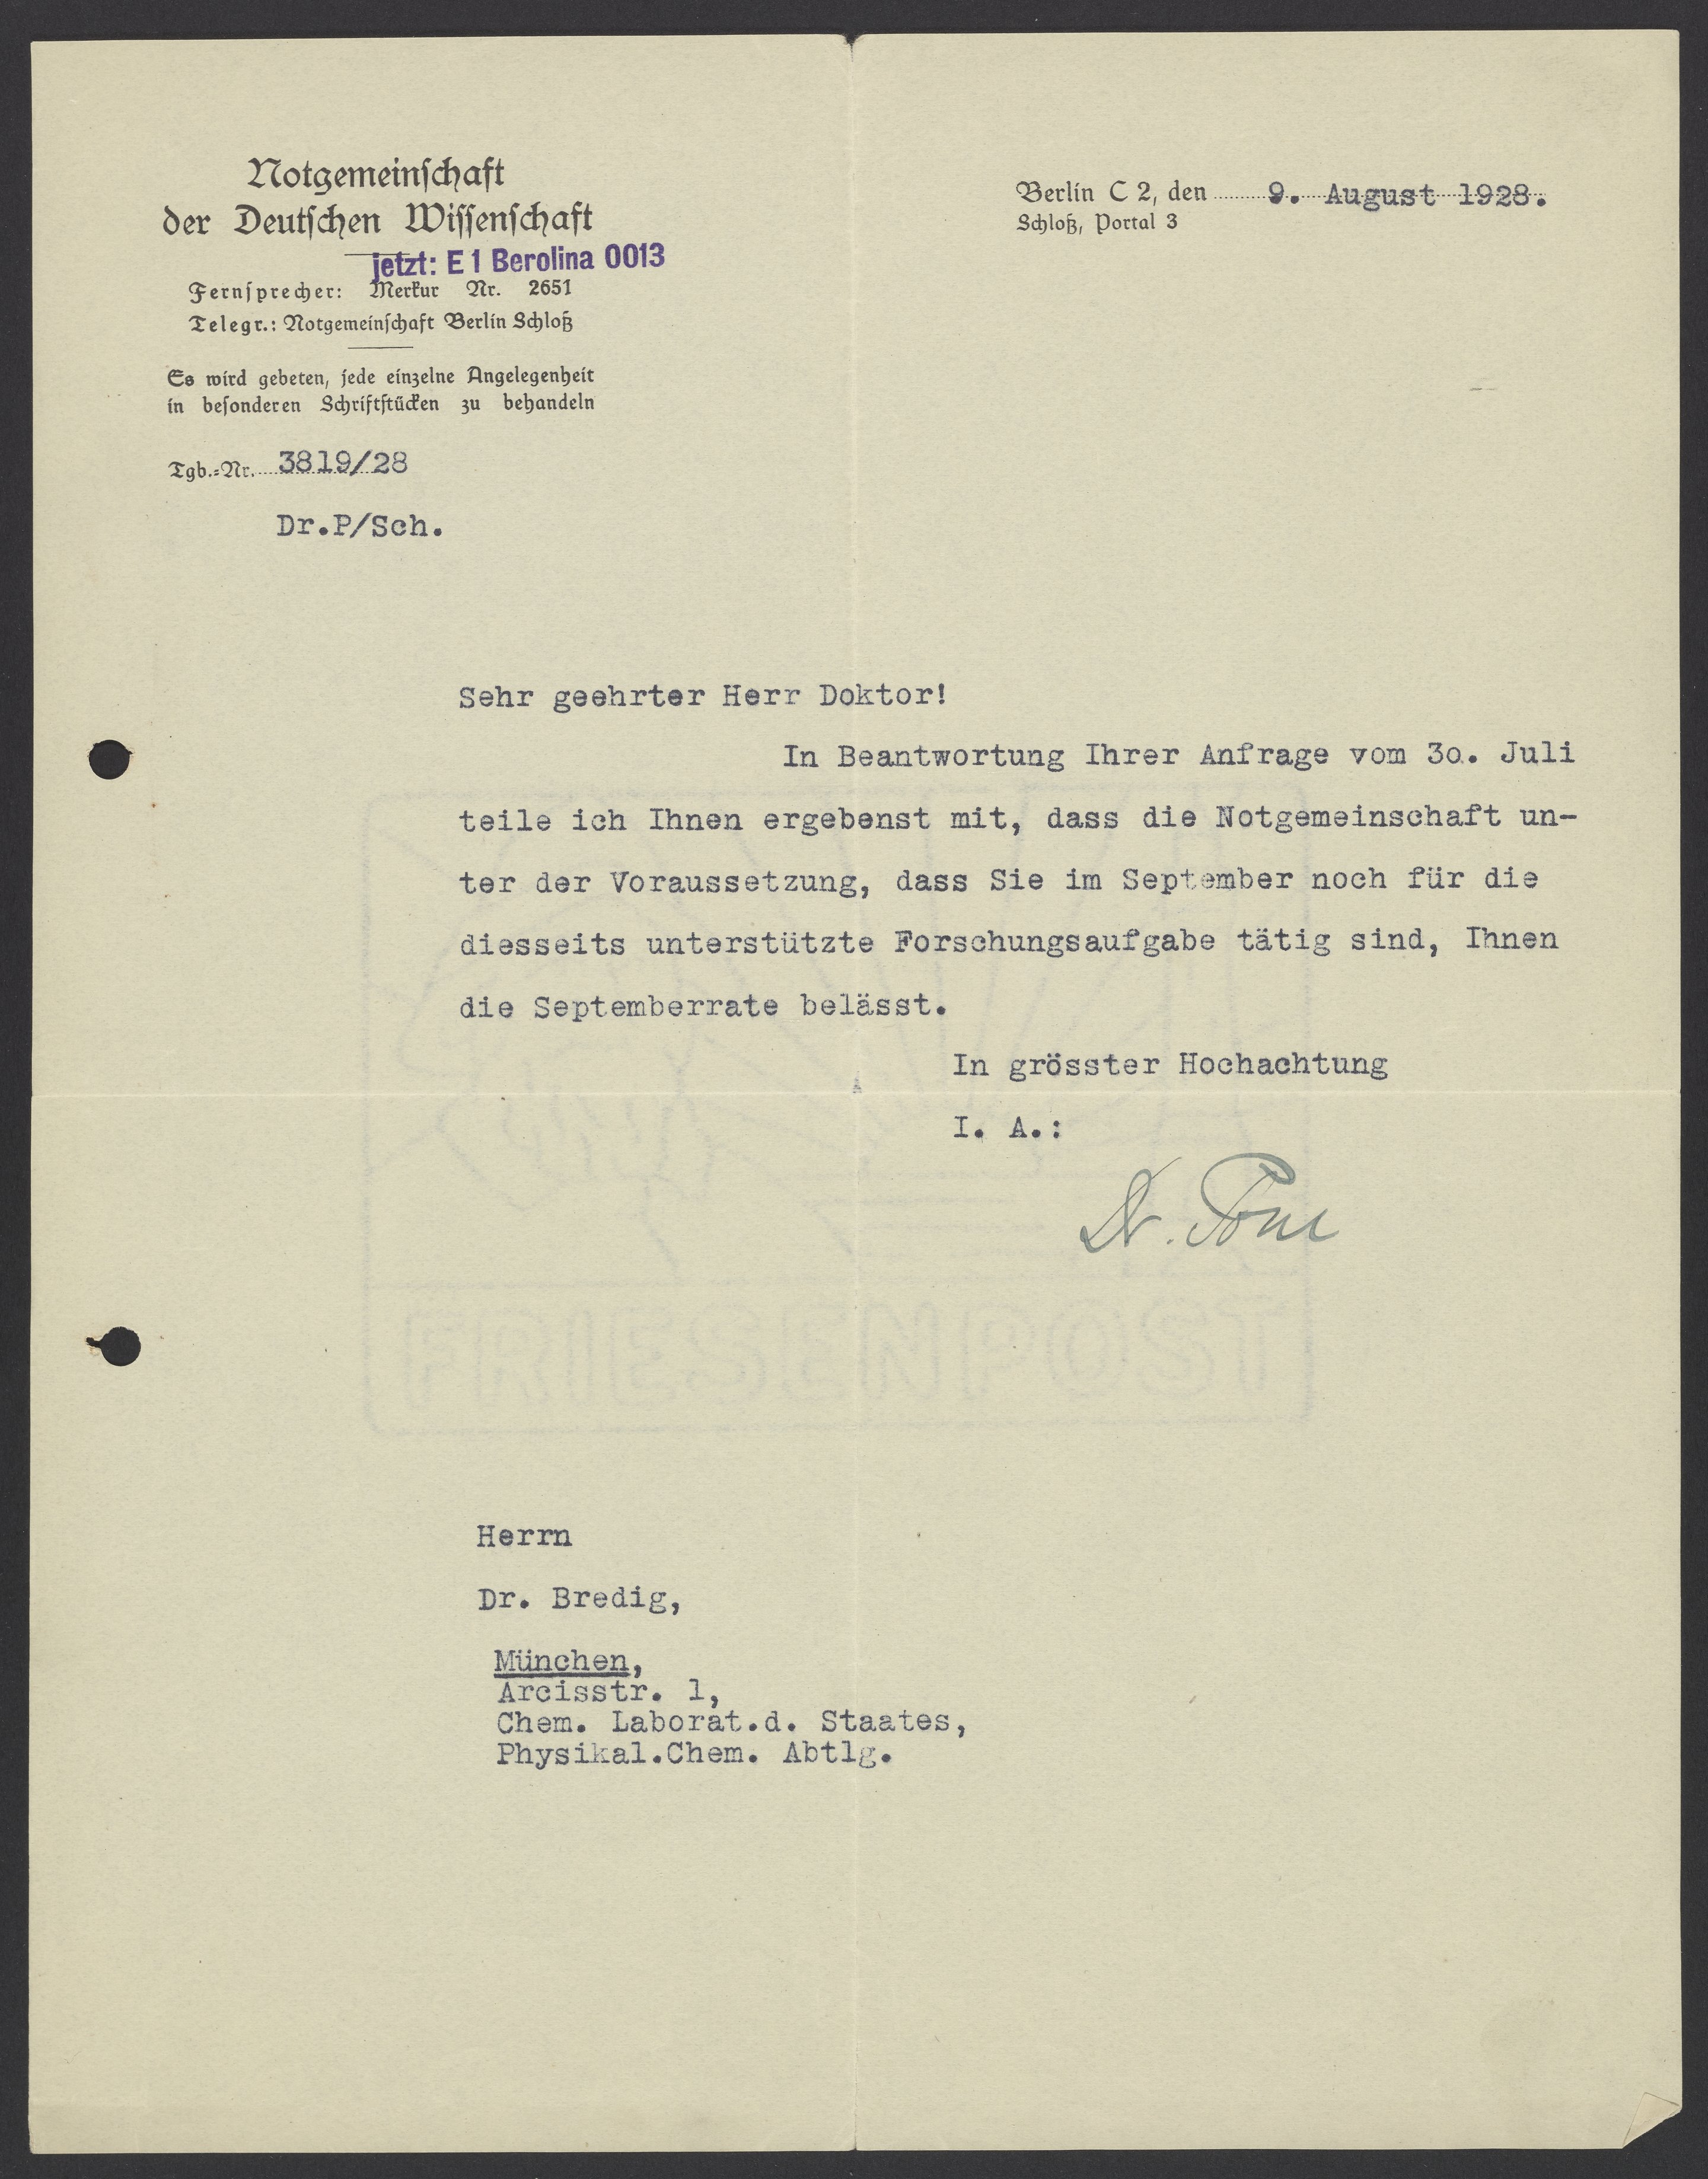 Notgemeinschaft
der Deutschen Wissenschaft
jetzt: E 1 Berolina 0013
Fernsprecher: Merkur Nr. 2651
Telegr.: Notgemeinschaft Berlin Schloß
Es wird gebeten, jede einzelne Angelegenheit
in besonderen Schriftstücken zu behandeln
Tgb.-Nr. 3819/28
Dr.P/Sch.
Berlin C 2, den 9. August 1928.
Schloß, Portal 3
Sehr geehrter Herr Doktor!
In Beantwortung Ihrer Anfrage vom 3o. Juli
teile ich Ihnen ergebenst mit, dass die Notgemeinschaft un-
ter der Voraussetzung, dass Sie im September noch für die
diesseits unterstützte Forschungsaufgabe tätig sind, Ihnen
die Septemberrate belässt.
In grösster Hochachtung
I. A.:
Dr.
FRIESENPOST
Herrn
Dr. Bredig,
München,
Arcisstr. 1,
Chem. Laborat.d. Staates,
Physikal.Chem. Abtlg.